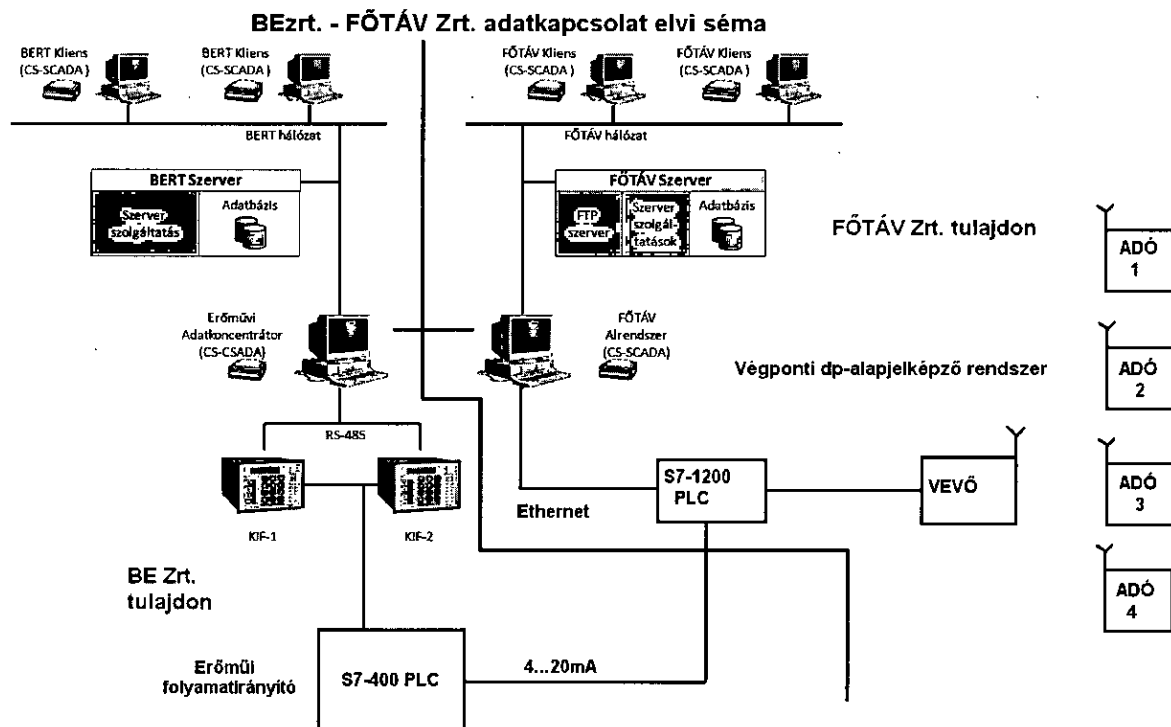 BEzrt. - FŐTÁV Zrt. adatkapcsolat elvi séma
BERT Kliens
(CS-SCADA )
BERT Kliens
(CS-SCADA )
FŐTÁV Kliens
(CS-SCADA )
FŐTÁV Kliens
(CS-SCADA )
BERT hálózat
FŐTÁV hálózat
BERT Szerver
Szerver
szolgáltatás
Adatbázis
FŐTÁV Szerver
FTP
szerver
Szerver
szolgál-
tatások
Adatbázis
FŐTÁV Zrt. tulajdon
ADÓ
1
Erőművi
Adatkoncentrátor
(CS-CSADA)
FŐTÁV
Alrendszer
(CS-SCADA)
Végponti dp-alapjelképző rendszer
ADÓ
2
RS-485
KIF-1
KIF-2
Ethernet
S7-1200
PLC
VEVŐ
ADÓ
3
BE Zrt.
tulajdon
ADÓ
4
Erőműi
folyamatirányító
S7-400 PLC
4...20mA